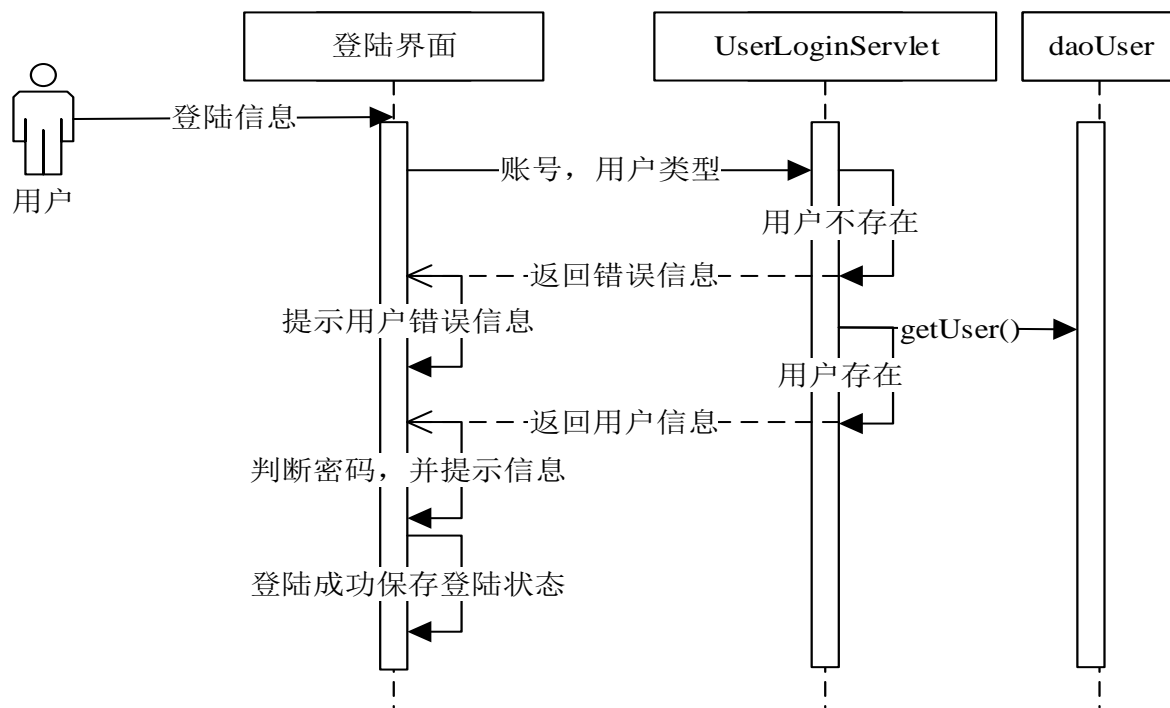 登陆界面
UserLoginServlet
daoUser
登陆信息
用户
账号，用户类型
用户不存在
返回错误信息
提示用户错误信息
getUser()
用户存在
返回用户信息
判断密码，并提示信息
登陆成功保存登陆状态